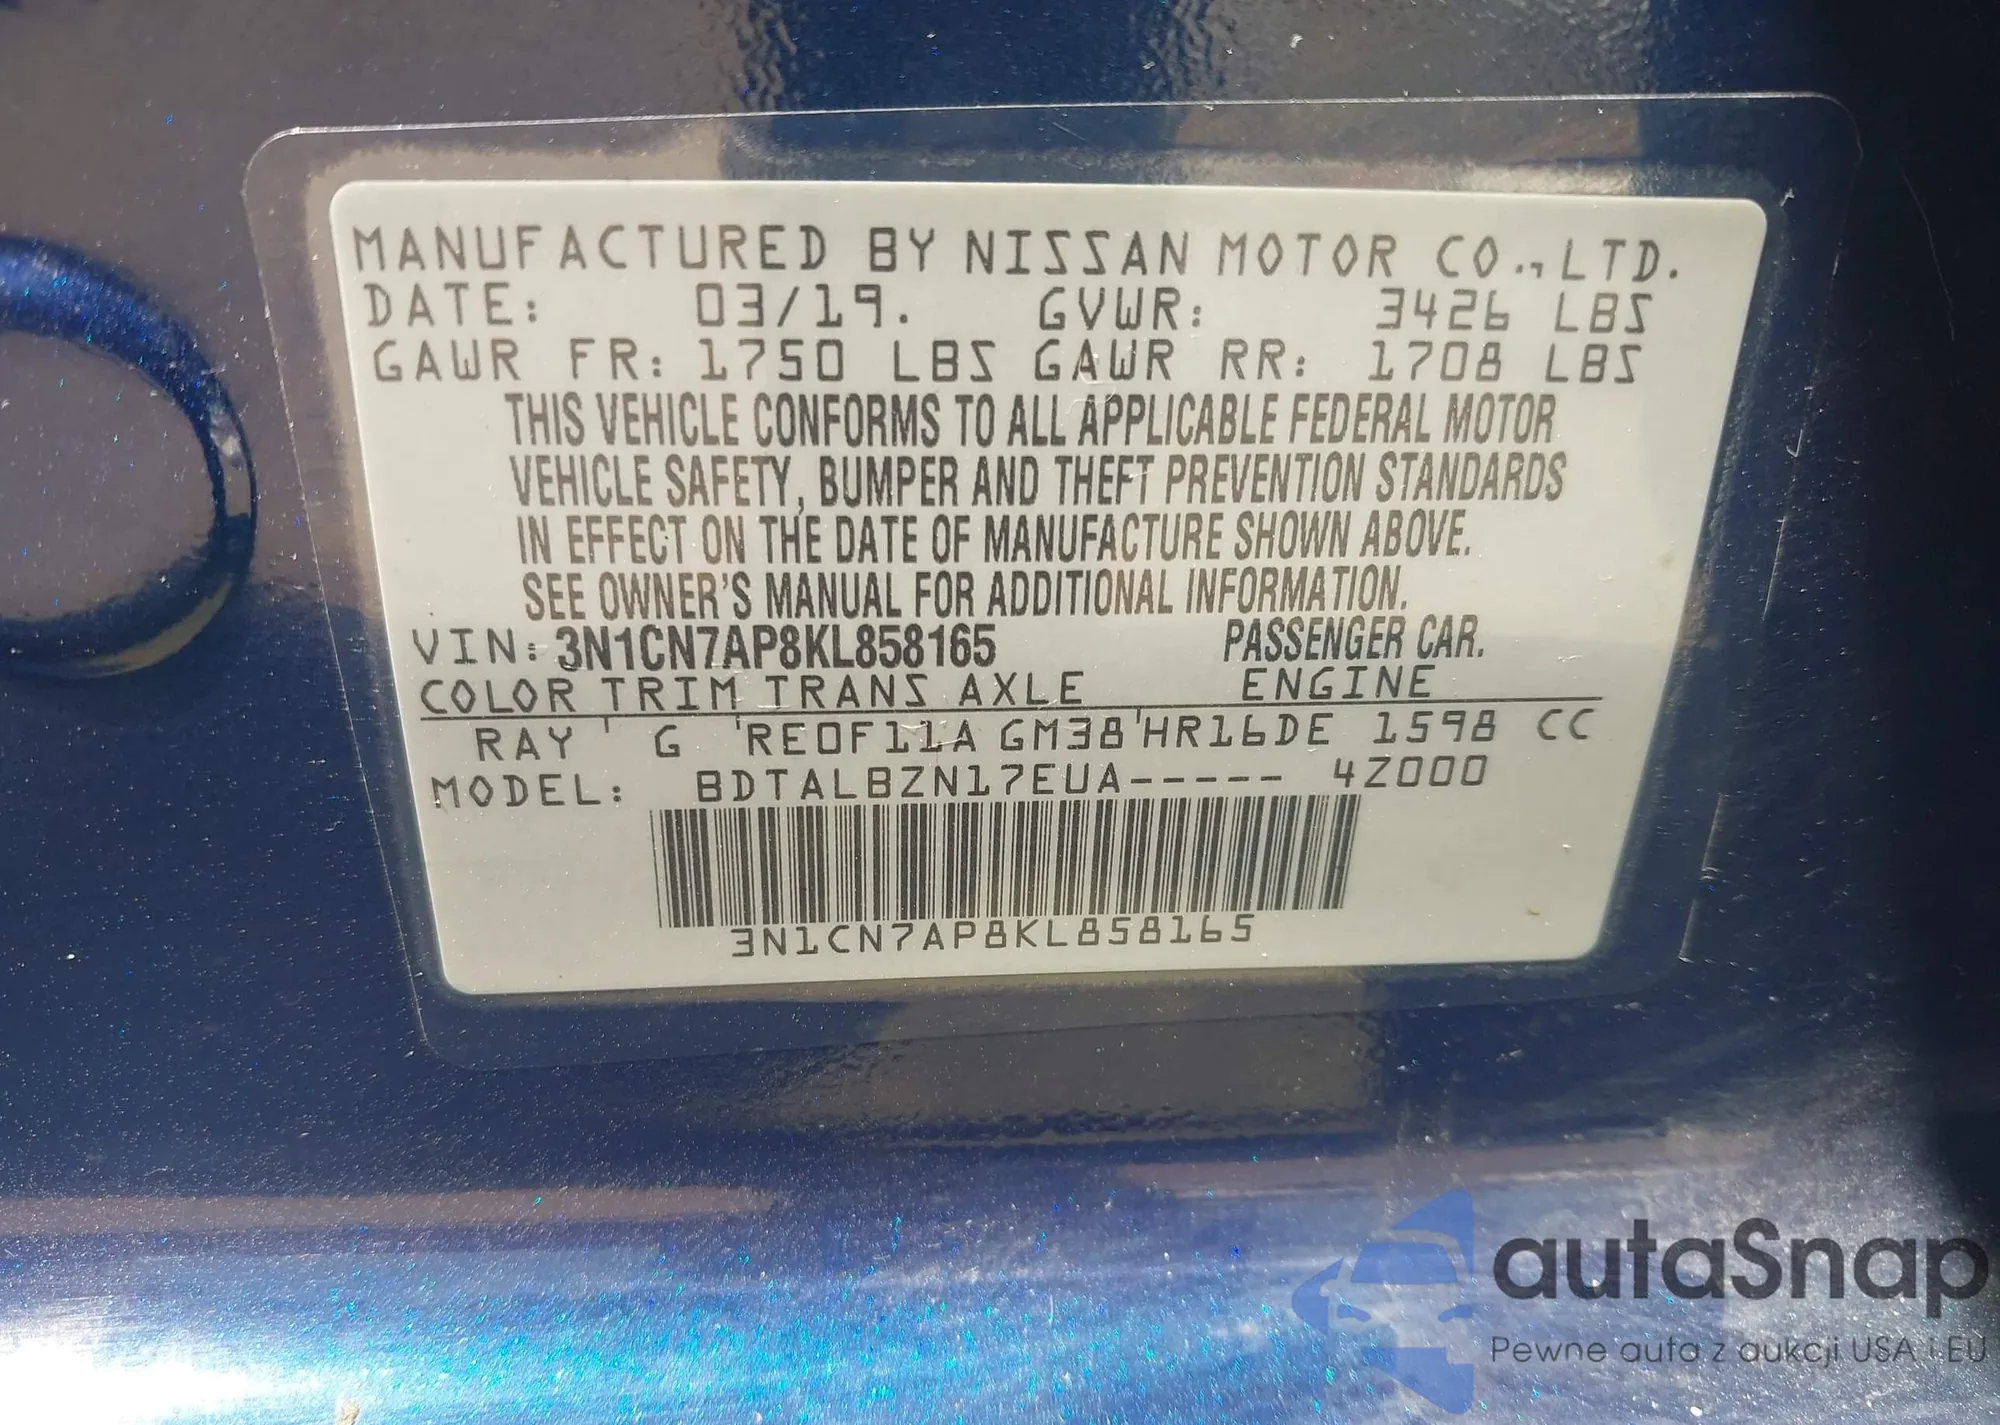 MANUFACTURED BY NISSAN MOTOR CO.,LTD.
DATE: 03/19. GVWR: 3426 LBS
GAWR FR: 1750 LBS GAWR RR: 1708 LBS
THIS VEHICLE CONFORMS TO ALL APPLICABLE FEDERAL MOTOR
VEHICLE SAFETY, BUMPER AND THEFT PREVENTION STANDARDS
IN EFFECT ON THE DATE OF MANUFACTURE SHOWN ABOVE.
SEE OWNER'S MANUAL FOR ADDITIONAL INFORMATION.
VIN: 3N1CN7AP8KL858165 PASSENGER CAR.
COLOR TRIM TRANS AXLE ENGINE
RAY ' G 'RE0F11A GM38'HR16DE 1598 CC
MODEL: BDTALBZN17EUA----- 4Z000
3N1CN7AP8KL858165
autaSnap
Pewne auta z aukcji USA i EU